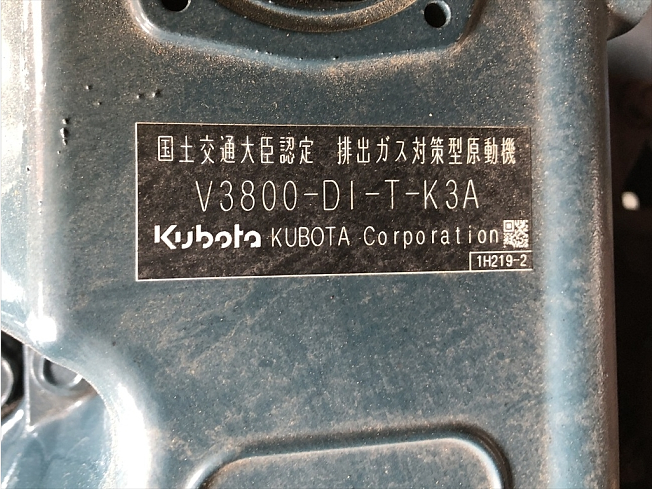 国土交通大臣認定 排出ガス対策型原動機
V3800-DI-T-K3A
Kubota KUBOTA Corporation
1H219-2